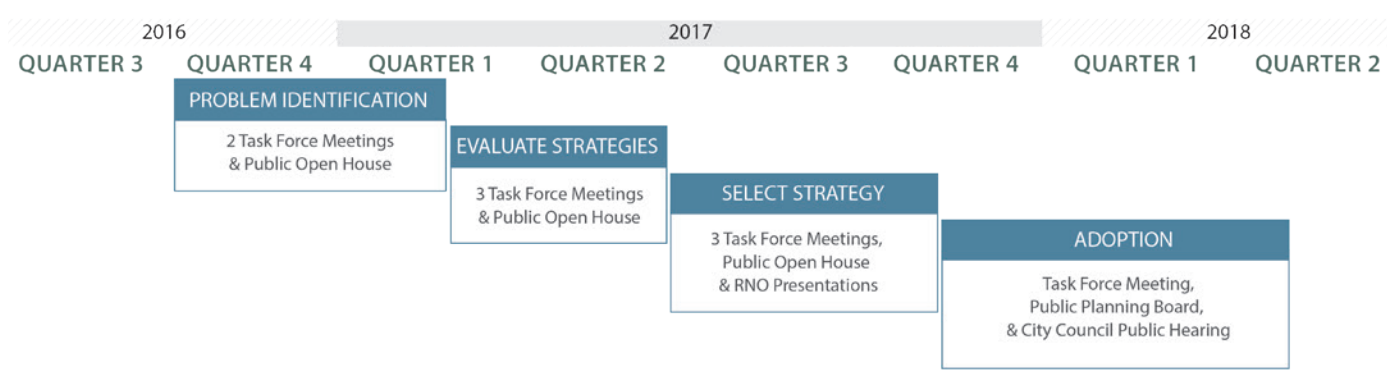 2016 2017 2018
QUARTER 3 QUARTER 4 QUARTER 1 QUARTER 2 QUARTER 3 QUARTER 4 QUARTER 1 QUARTER 2
PROBLEM IDENTIFICATION
2 Task Force Meetings
& Public Open House
EVALUATE STRATEGIES
3 Task Force Meetings
& Public Open House
SELECT STRATEGY
3 Task Force Meetings,
Public Open House
& RNO Presentations
ADOPTION
Task Force Meeting,
Public Planning Board,
& City Council Public Hearing